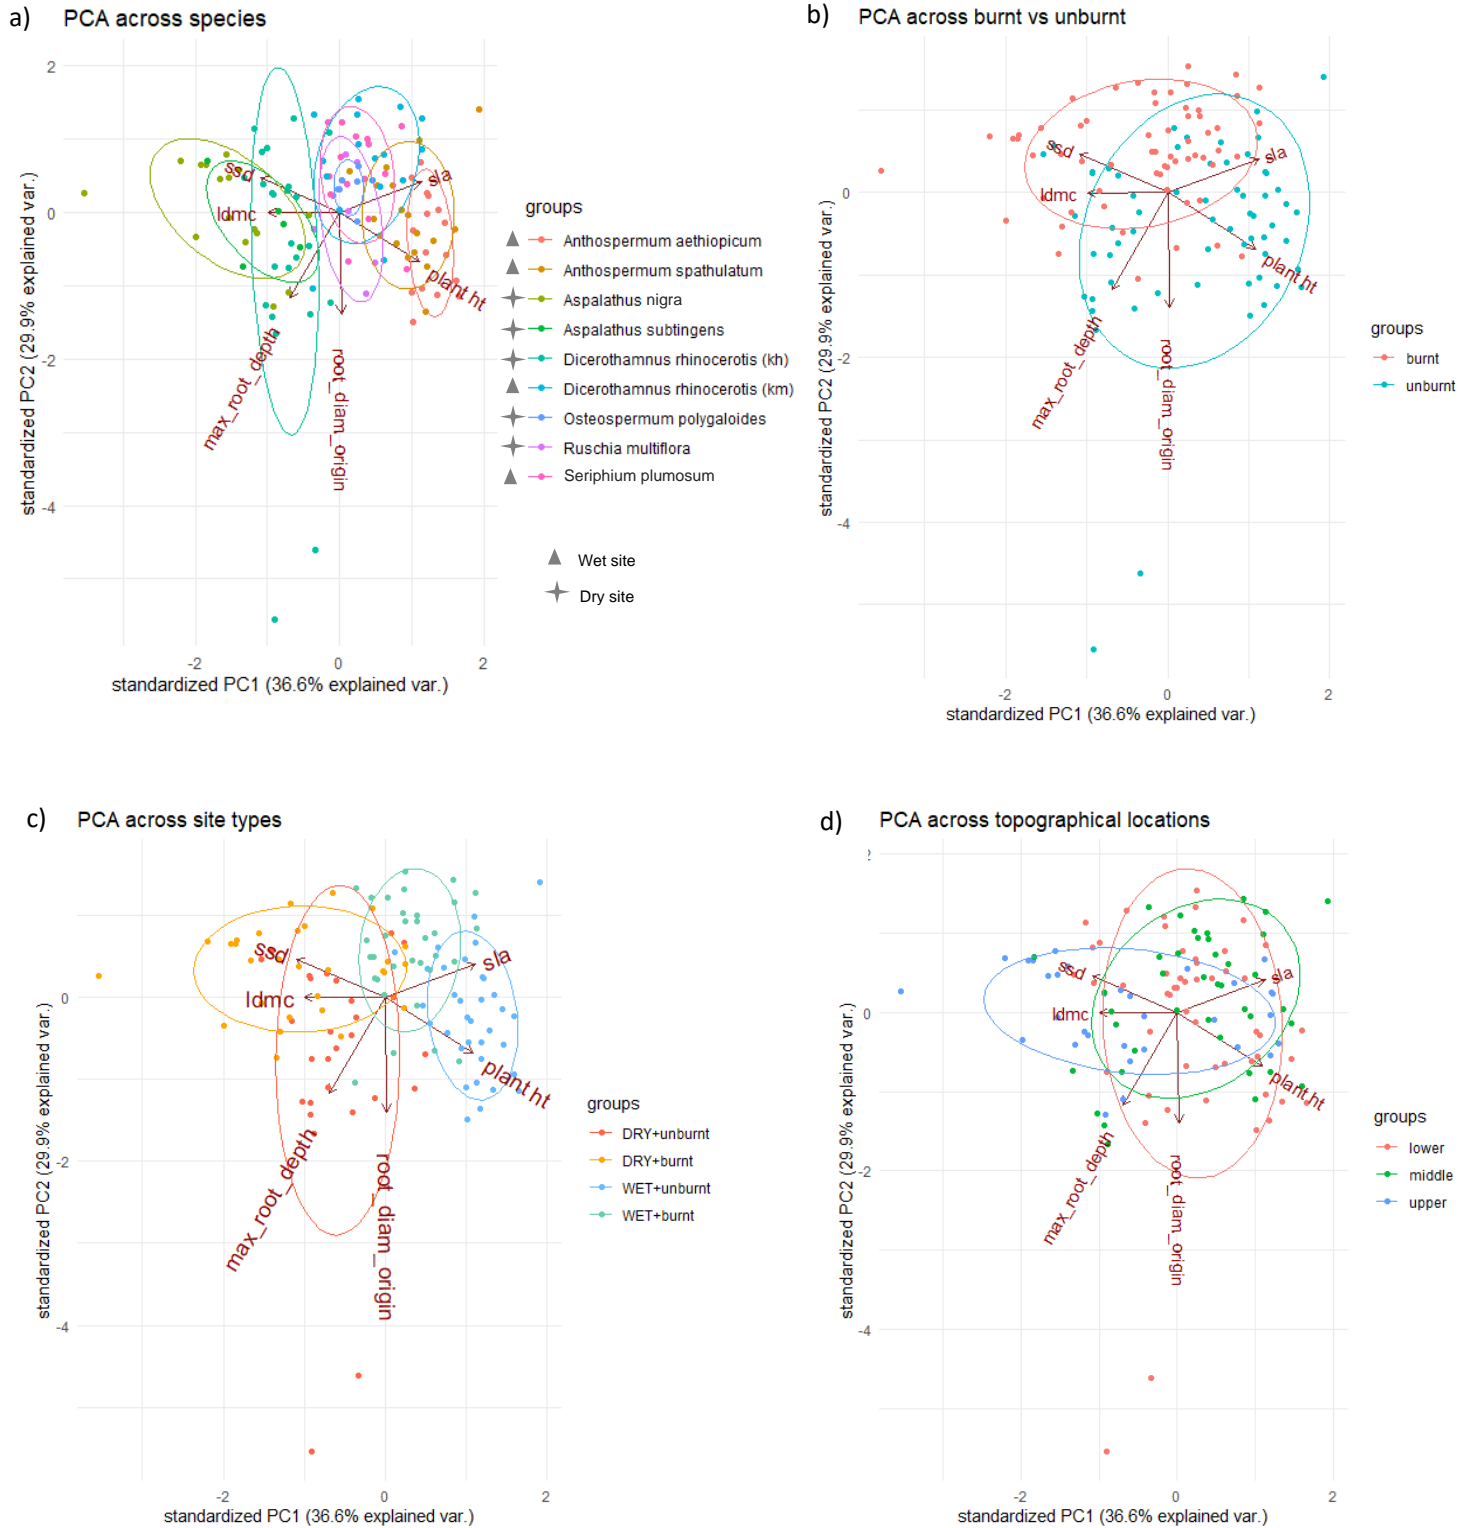 a) PCA across species
2
0
-2
-4
-2 0 2
standardized PC1 (36.6% explained var.)
standardized PC2 (29.9% explained var.)
ssd
ldmc
sla
plant ht
max_root_depth
root_diam_origin
groups
Anthospermum aethiopicum
Anthospermum spathulatum
Aspalathus nigra
Aspalathus subtingens
Dicerothamnus rhinocerotis (kh)
Dicerothamnus rhinocerotis (km)
Osteospermum polygaloides
Ruschia multiflora
Seriphium plumosum
Wet site
Dry site
b) PCA across burnt vs unburnt
0
-2
-4
-2 0 2
standardized PC1 (36.6% explained var.)
standardized PC2 (29.9% explained var.)
ssd
ldmc
sla
plant ht
max_root_depth
root_diam_origin
groups
burnt
unburnt
c) PCA across site types
0
-2
-4
-2 0 2
standardized PC1 (36.6% explained var.)
standardized PC2 (29.9% explained var.)
ssd
ldmc
sla
plant ht
max_root_depth
root_diam_origin
groups
DRY+unburnt
DRY+burnt
WET+unburnt
WET+burnt
d) PCA across topographical locations
2
0
-2
-4
-2 0 2
standardized PC1 (36.6% explained var.)
standardized PC2 (29.9% explained var.)
ssd
ldmc
sla
plant ht
max_root_depth
root_diam_origin
groups
lower
middle
upper